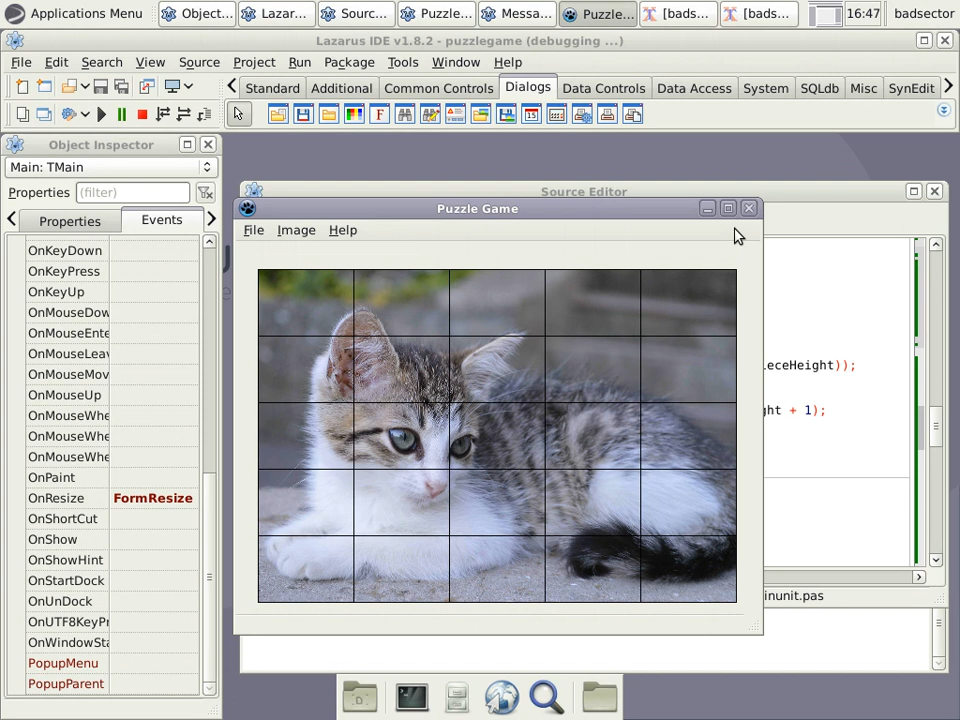 Applications Menu
Object...
Lazar...
Sourc...
Puzzle...
Messa...
Puzzle...
[bads...
[bads...
16:47
badsector
Lazarus IDE v1.8.2 - puzzlegame (debugging ...)
File Edit Search View Source Project Run Package Tools Window Help
Standard Additional Common Controls Dialogs Data Controls Data Access System SQLdb Misc SynEdit
Object Inspector
Main: TMain
Properties (filter)
Properties Events
OnKeyDown
OnKeyPress
OnKeyUp
OnMouseDow
OnMouseEnte
OnMouseLeav
OnMouseMov
OnMouseUp
OnMouseWhe
OnMouseWhe
OnMouseWhe
OnPaint
OnResize FormResize
OnShortCut
OnShow
OnShowHint
OnStartDock
OnUnDock
OnUTF8KeyPr
OnWindowSta
PopupMenu
PopupParent
Source Editor
Puzzle Game
File Image Help
eceHeight));
ght + 1);
inunit.pas